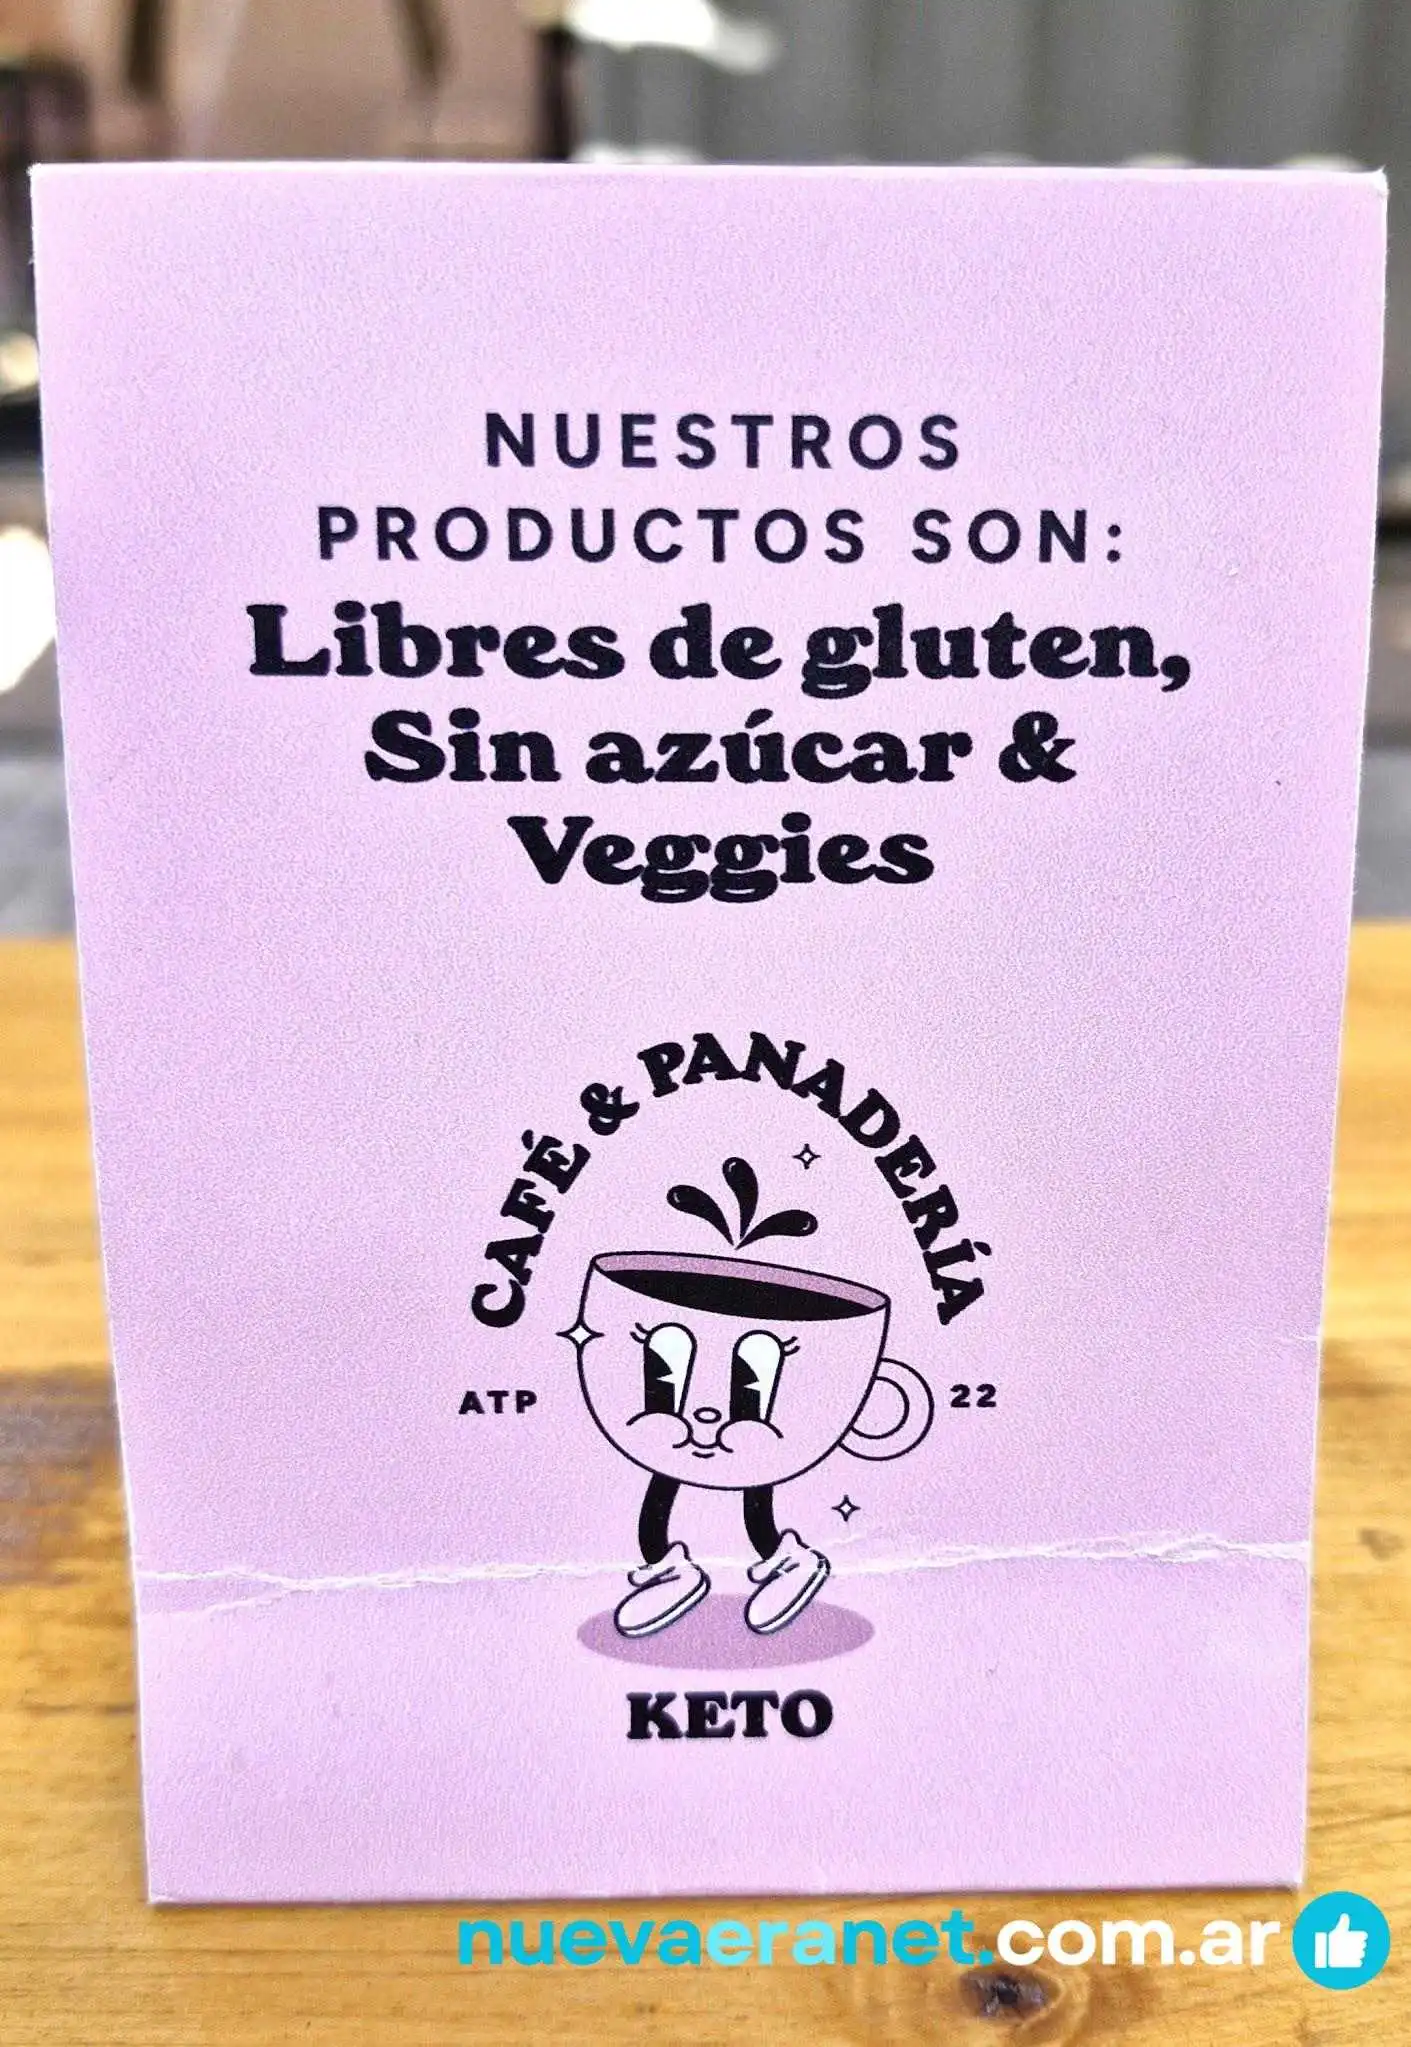 NUESTROS
PRODUCTOS SON:
Libres de gluten,
Sin azúcar &
Veggies
CAFÉ & PANADERÍA
ATP 22
KETO
nuevaeranet.com.ar